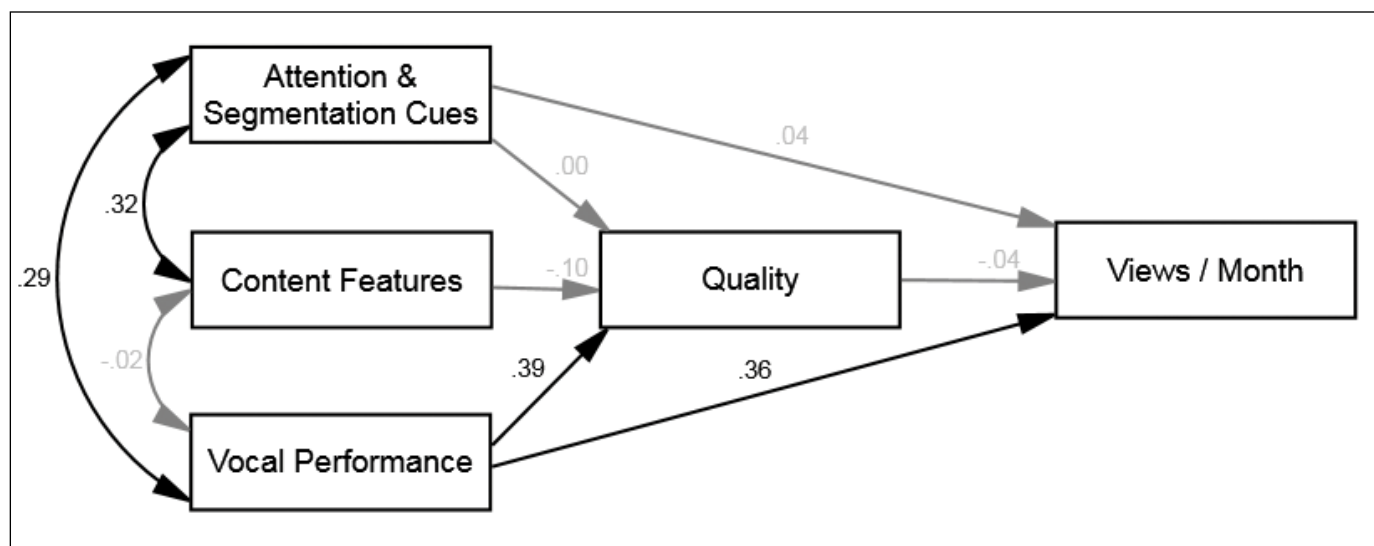 Attention &
Segmentation Cues
.04
.00
.32
Content Features
-.10
Quality
-.04
Views / Month
.29
-.02
.39
.36
Vocal Performance